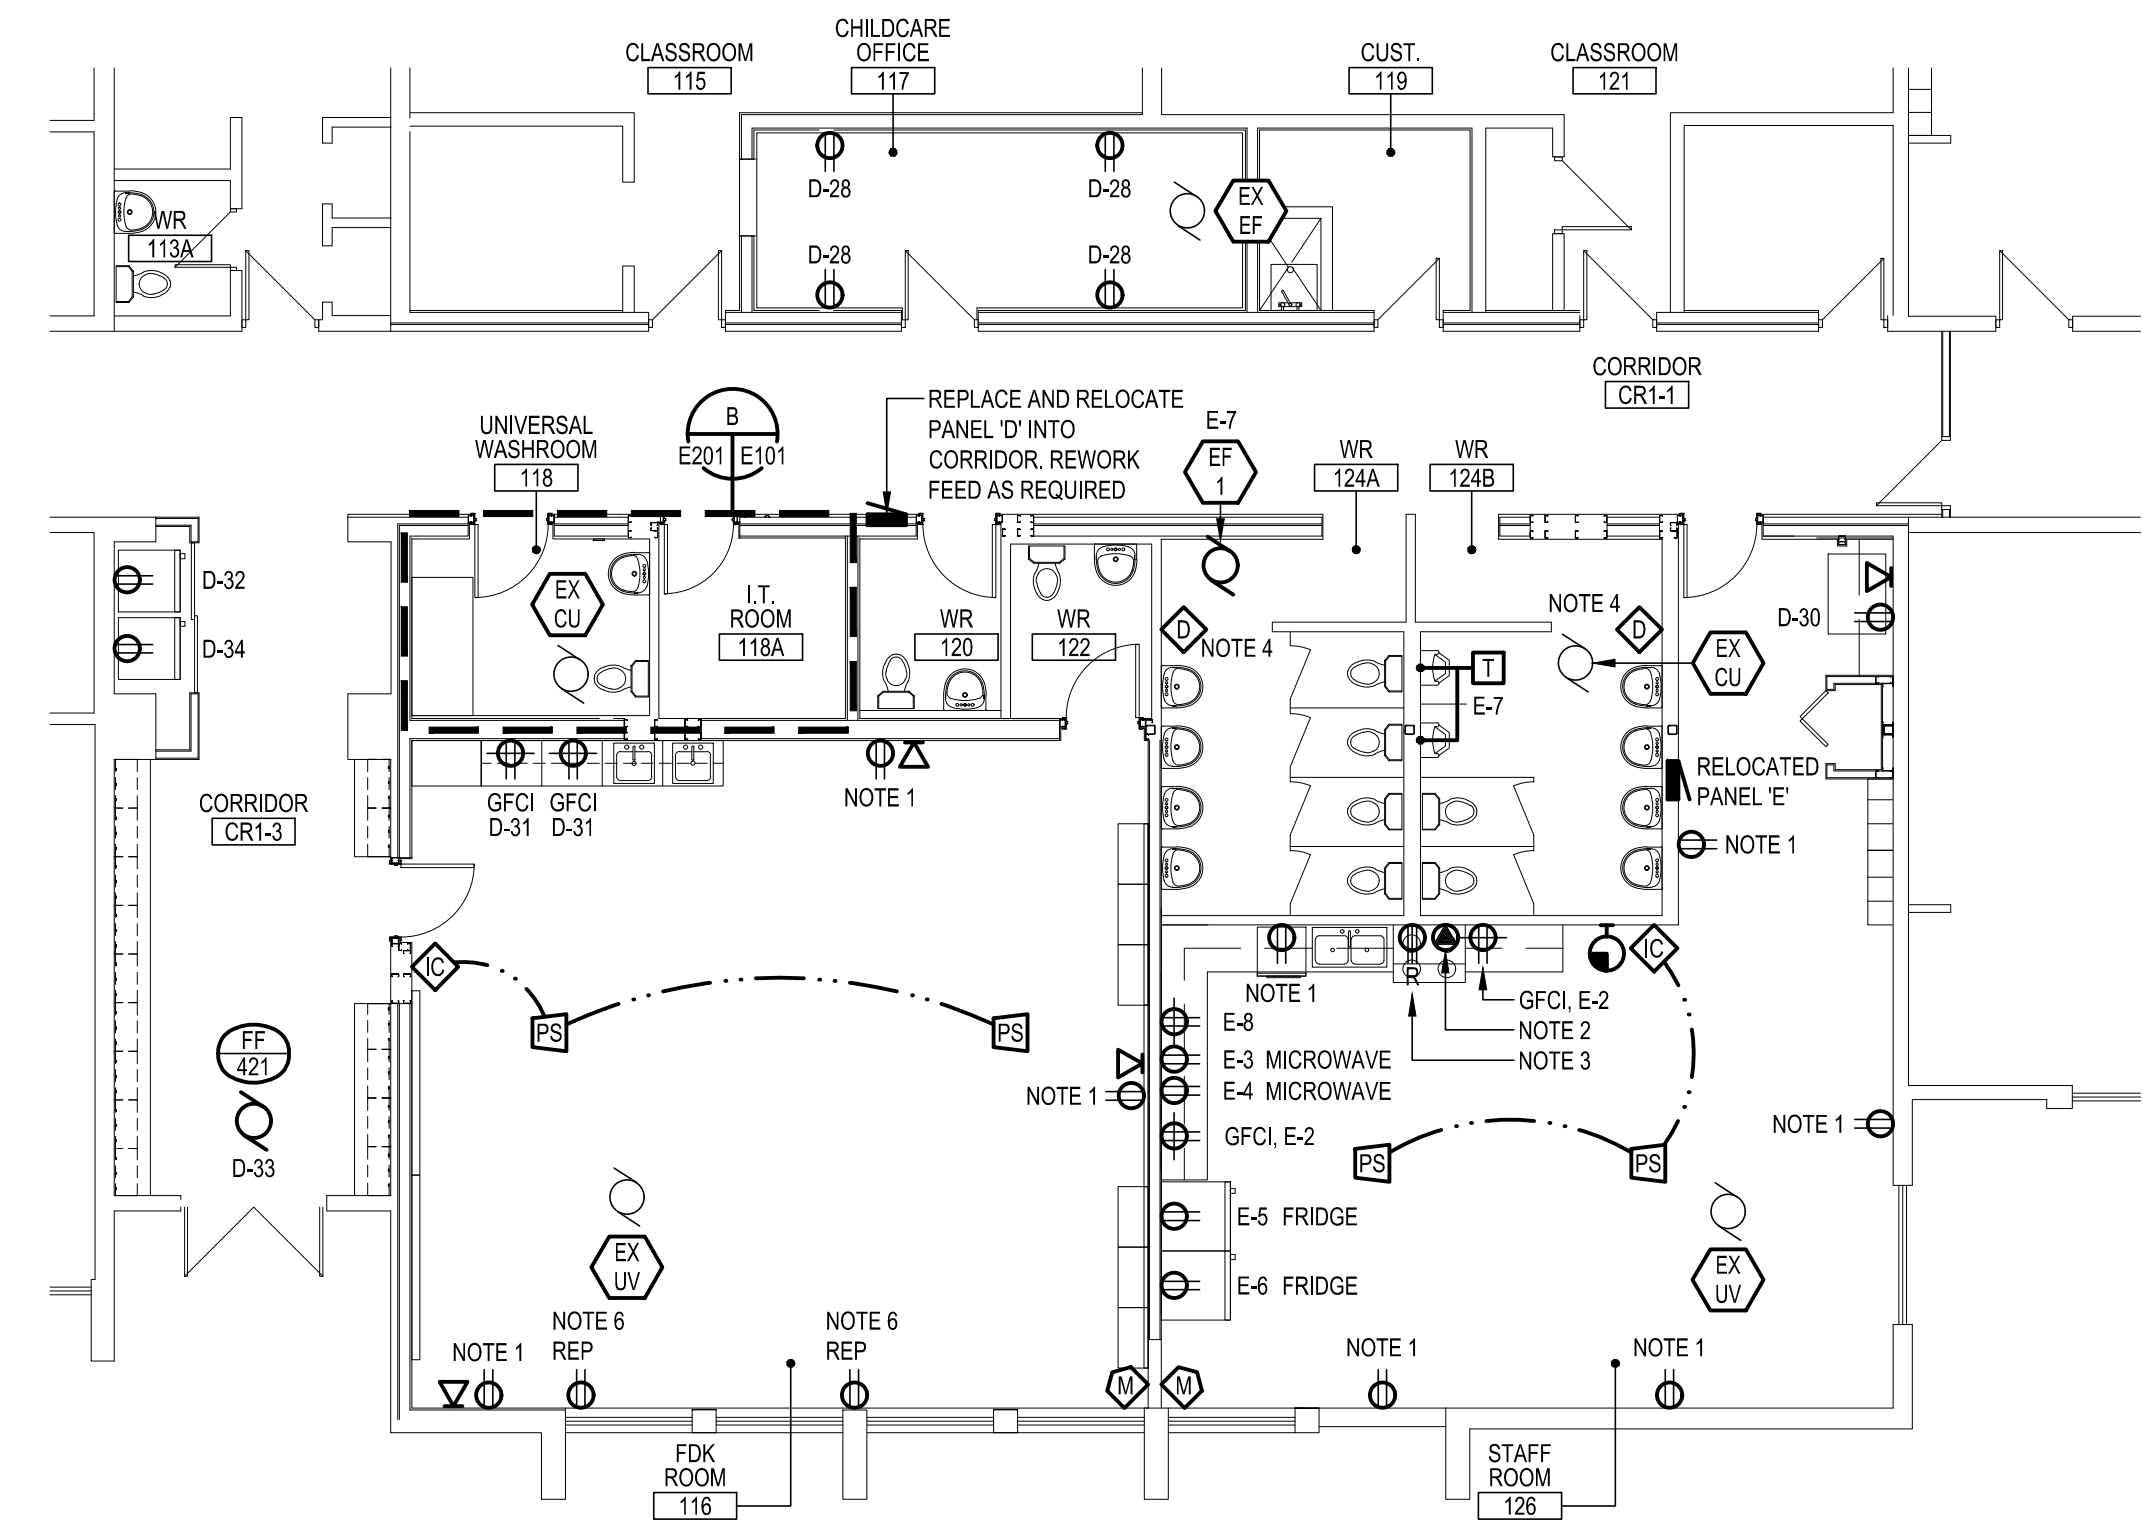 CHILDCARE
OFFICE
117
CLASSROOM
115
CUST.
119
CLASSROOM
121
WR
113A
D-28
D-28
D-28
D-28
EX
EF
CORRIDOR
CR1-1
UNIVERSAL
WASHROOM
118
B
E201
E101
REPLACE AND RELOCATE
PANEL 'D' INTO
CORRIDOR. REWORK
FEED AS REQUIRED
E-7
EF
1
WR
124A
WR
124B
D-32
D-34
EX
CU
I.T.
ROOM
118A
WR
120
WR
122
D
NOTE 4
NOTE 4
D
T
E-7
EX
CU
D-30
RELOCATED
PANEL 'E'
NOTE 1
CORRIDOR
CR1-3
GFCI
D-31
GFCI
D-31
NOTE 1
IC
PS
PS
FF
421
D-33
NOTE 1
R
IC
GFCI, E-2
NOTE 2
NOTE 3
E-8
E-3 MICROWAVE
E-4 MICROWAVE
GFCI, E-2
NOTE 1
NOTE 1
PS
PS
E-5 FRIDGE
E-6 FRIDGE
EX
UV
EX
UV
NOTE 1
NOTE 6
REP
NOTE 6
REP
M
M
NOTE 1
NOTE 1
FDK
ROOM
116
STAFF
ROOM
126